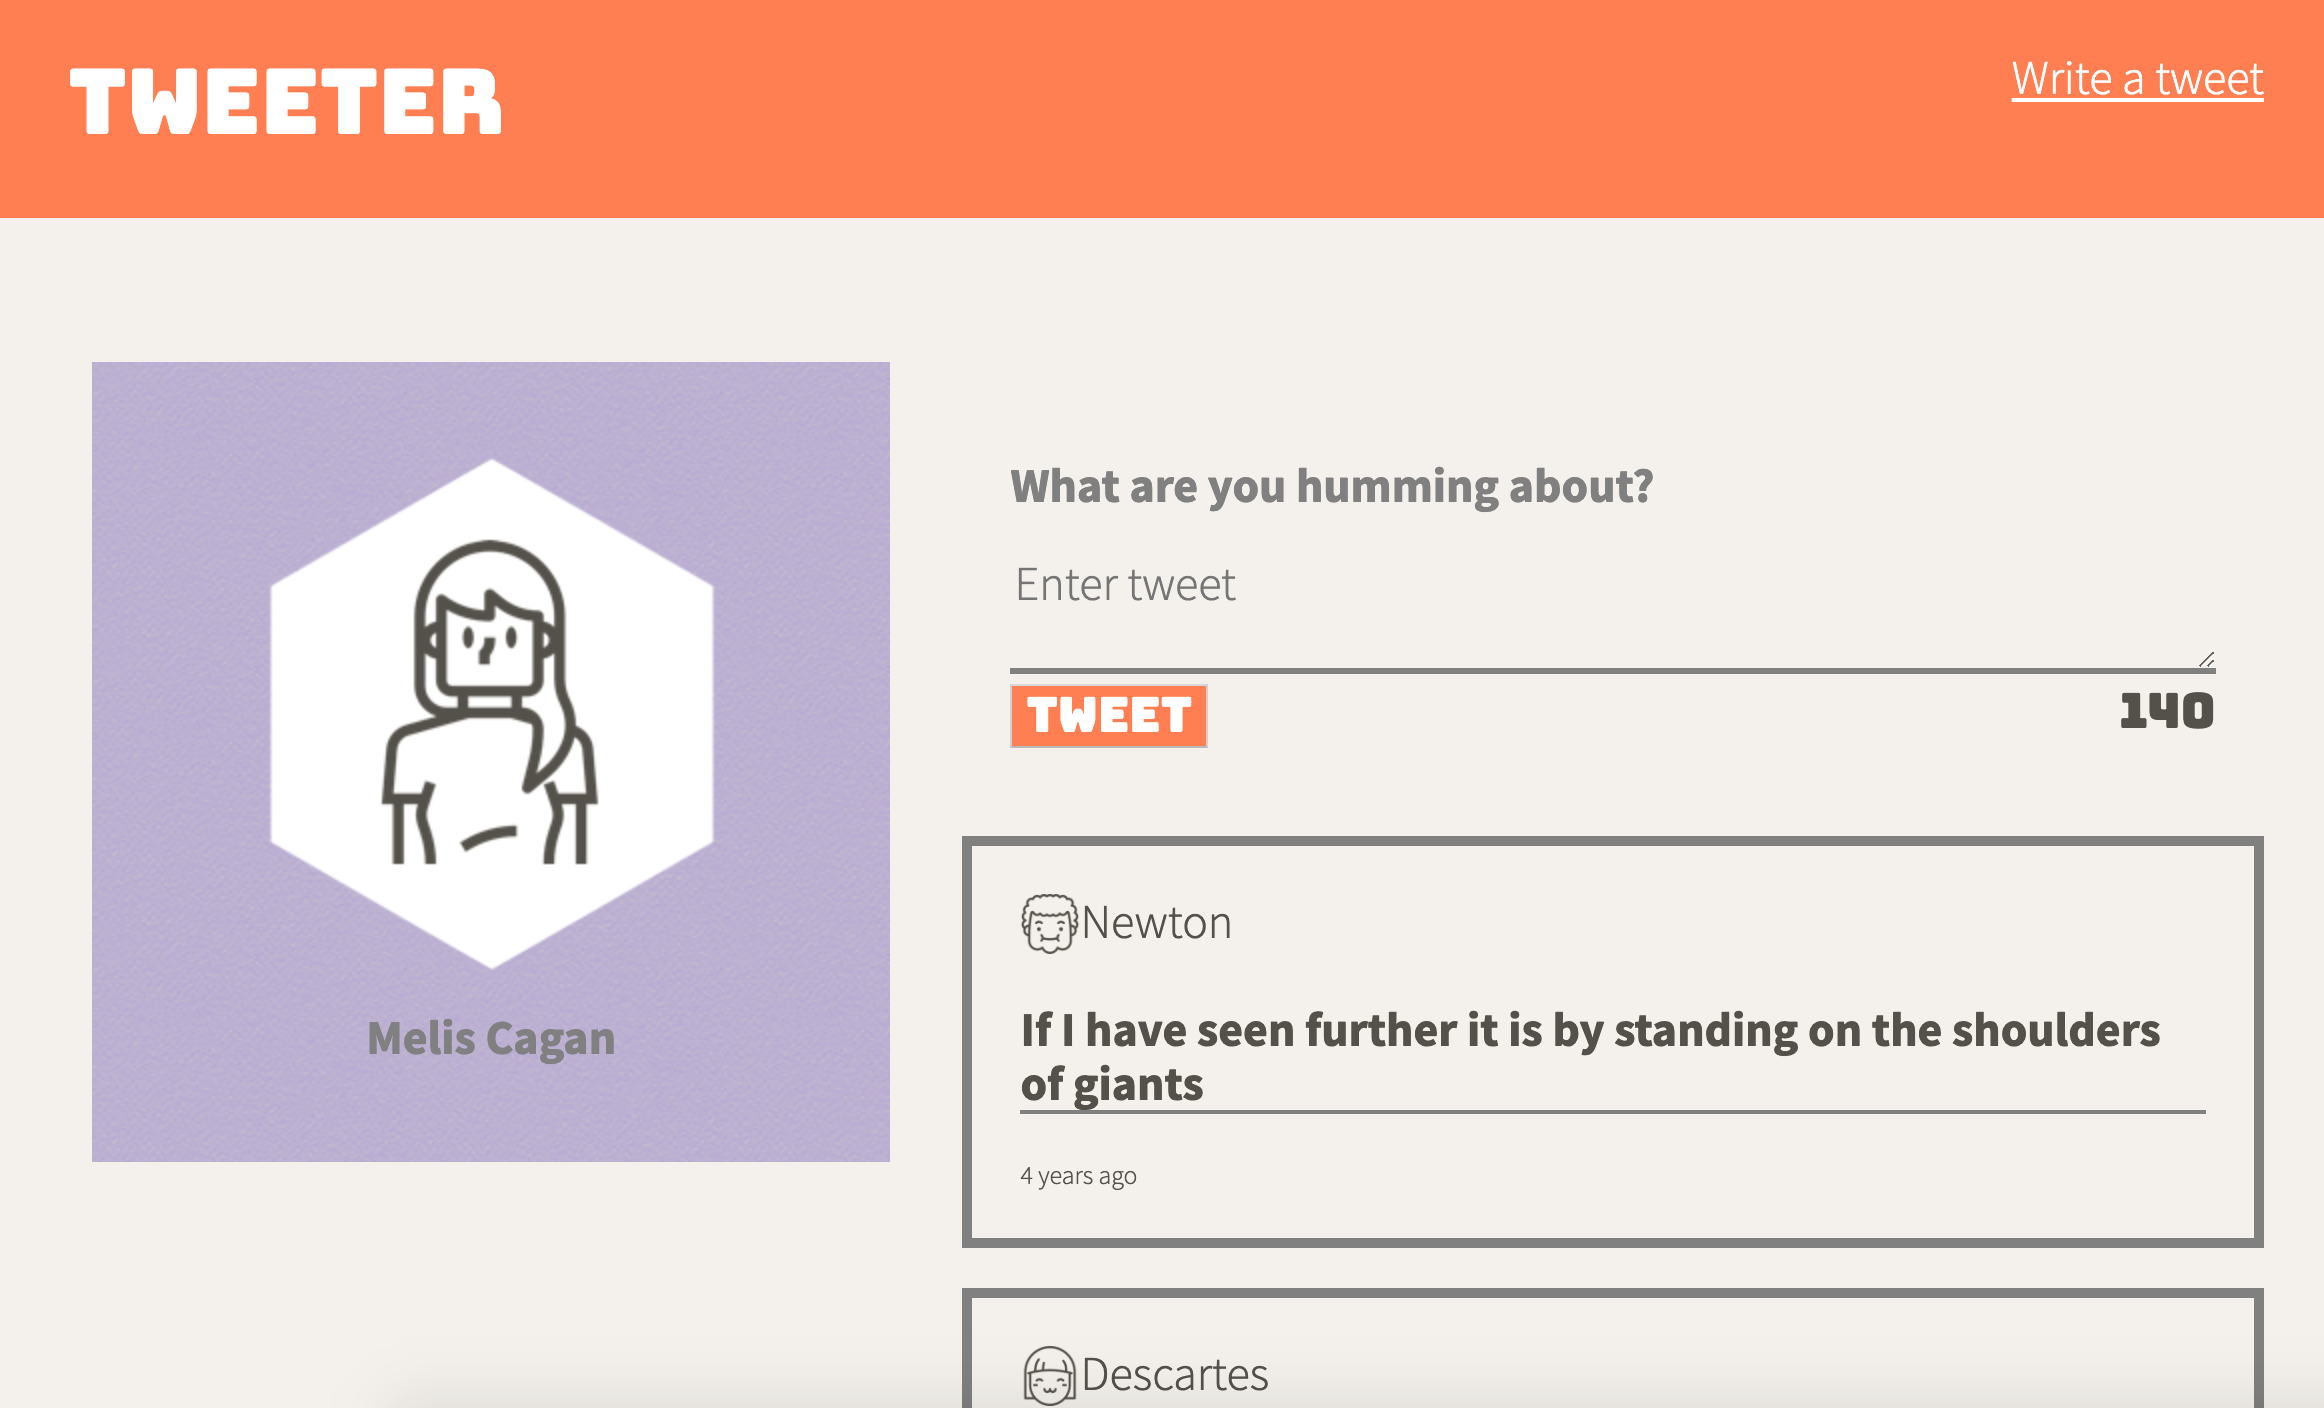 TWEETER
Write a tweet
Melis Cagan
What are you humming about?
Enter tweet
TWEET
140
Newton
If I have seen further it is by standing on the shoulders
of giants
4 years ago
Descartes